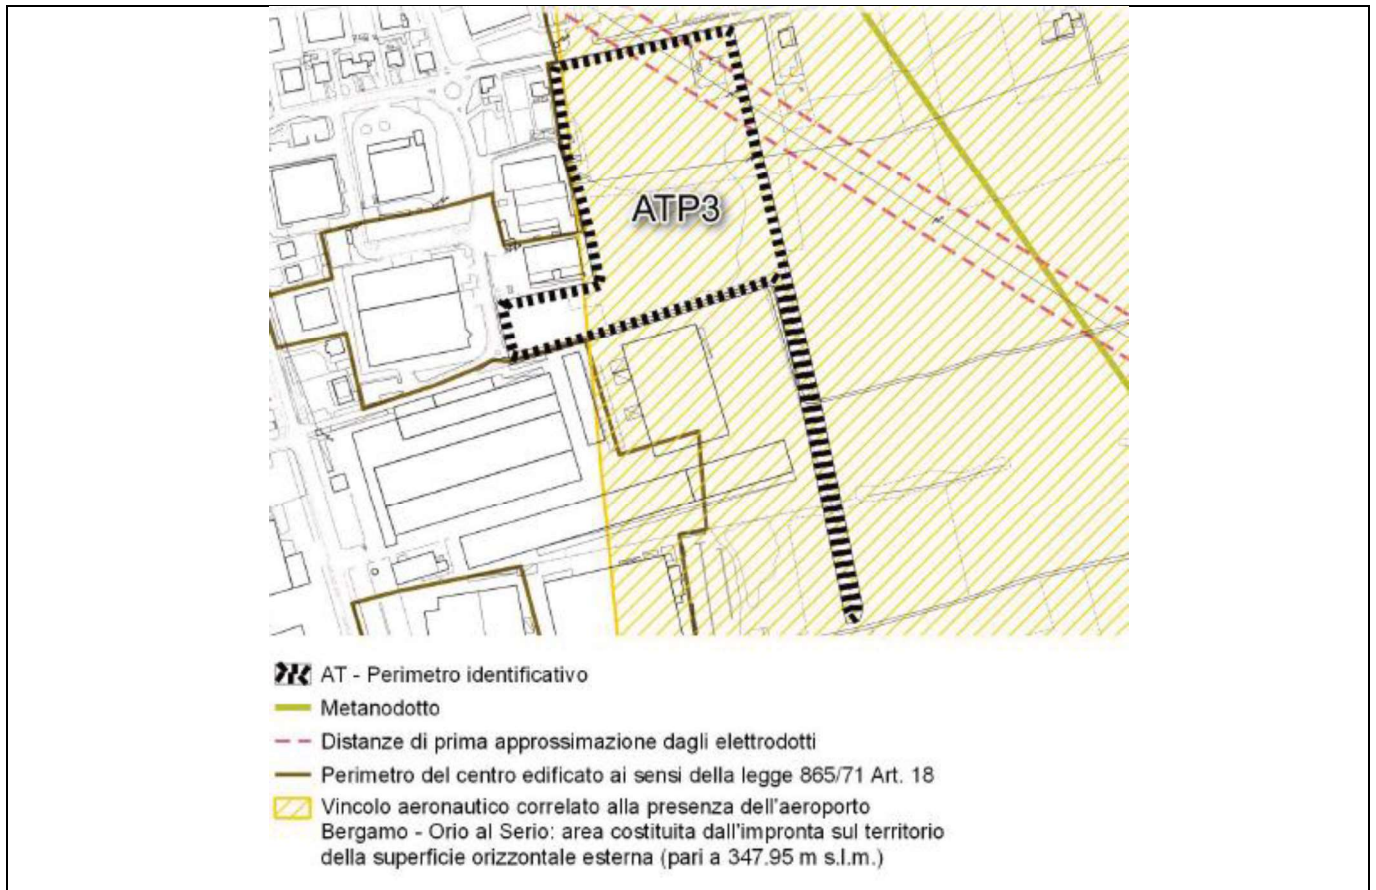 ATP3
AT - Perimetro identificativo
Metanodotto
Distanze di prima approssimazione dagli elettrodotti
Perimetro del centro edificato ai sensi della legge 865/71 Art. 18
Vincolo aeronautico correlato alla presenza dell'aeroporto
Bergamo - Orio al Serio: area costituita dall'impronta sul territorio
della superficie orizzontale esterna (pari a 347.95 m s.l.m.)